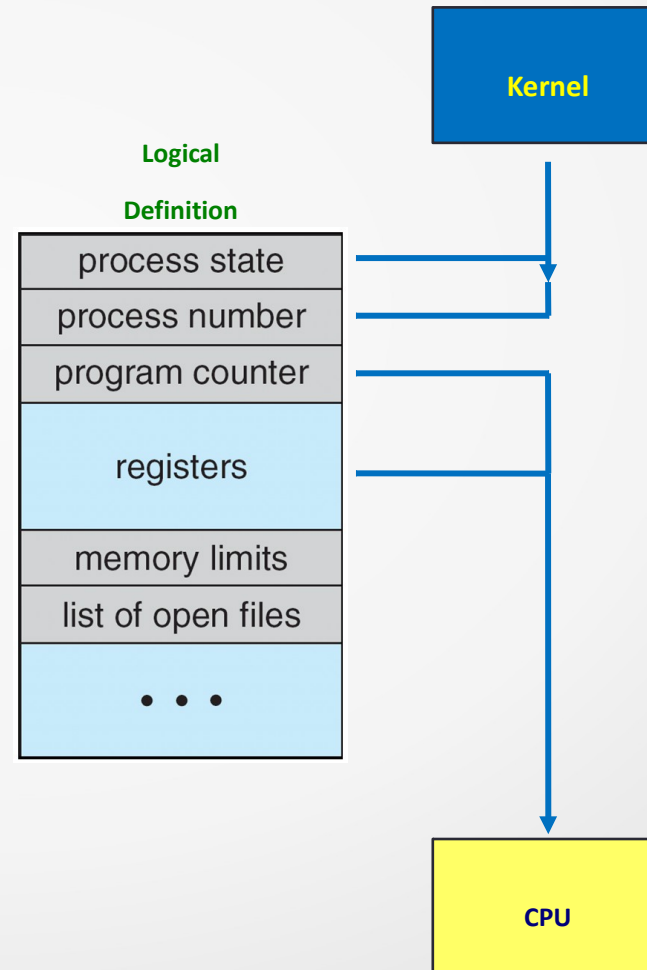 Kernel
Logical
Definition
process state
process number
program counter
registers
memory limits
list of open files
• • •
CPU